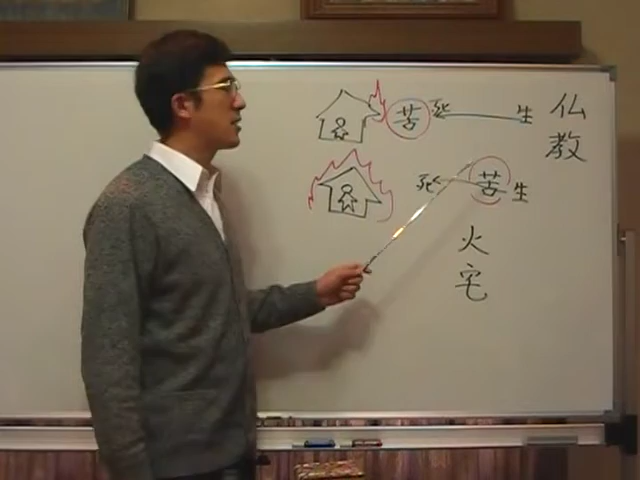 仏教
生 死 苦
生 苦 死
火宅